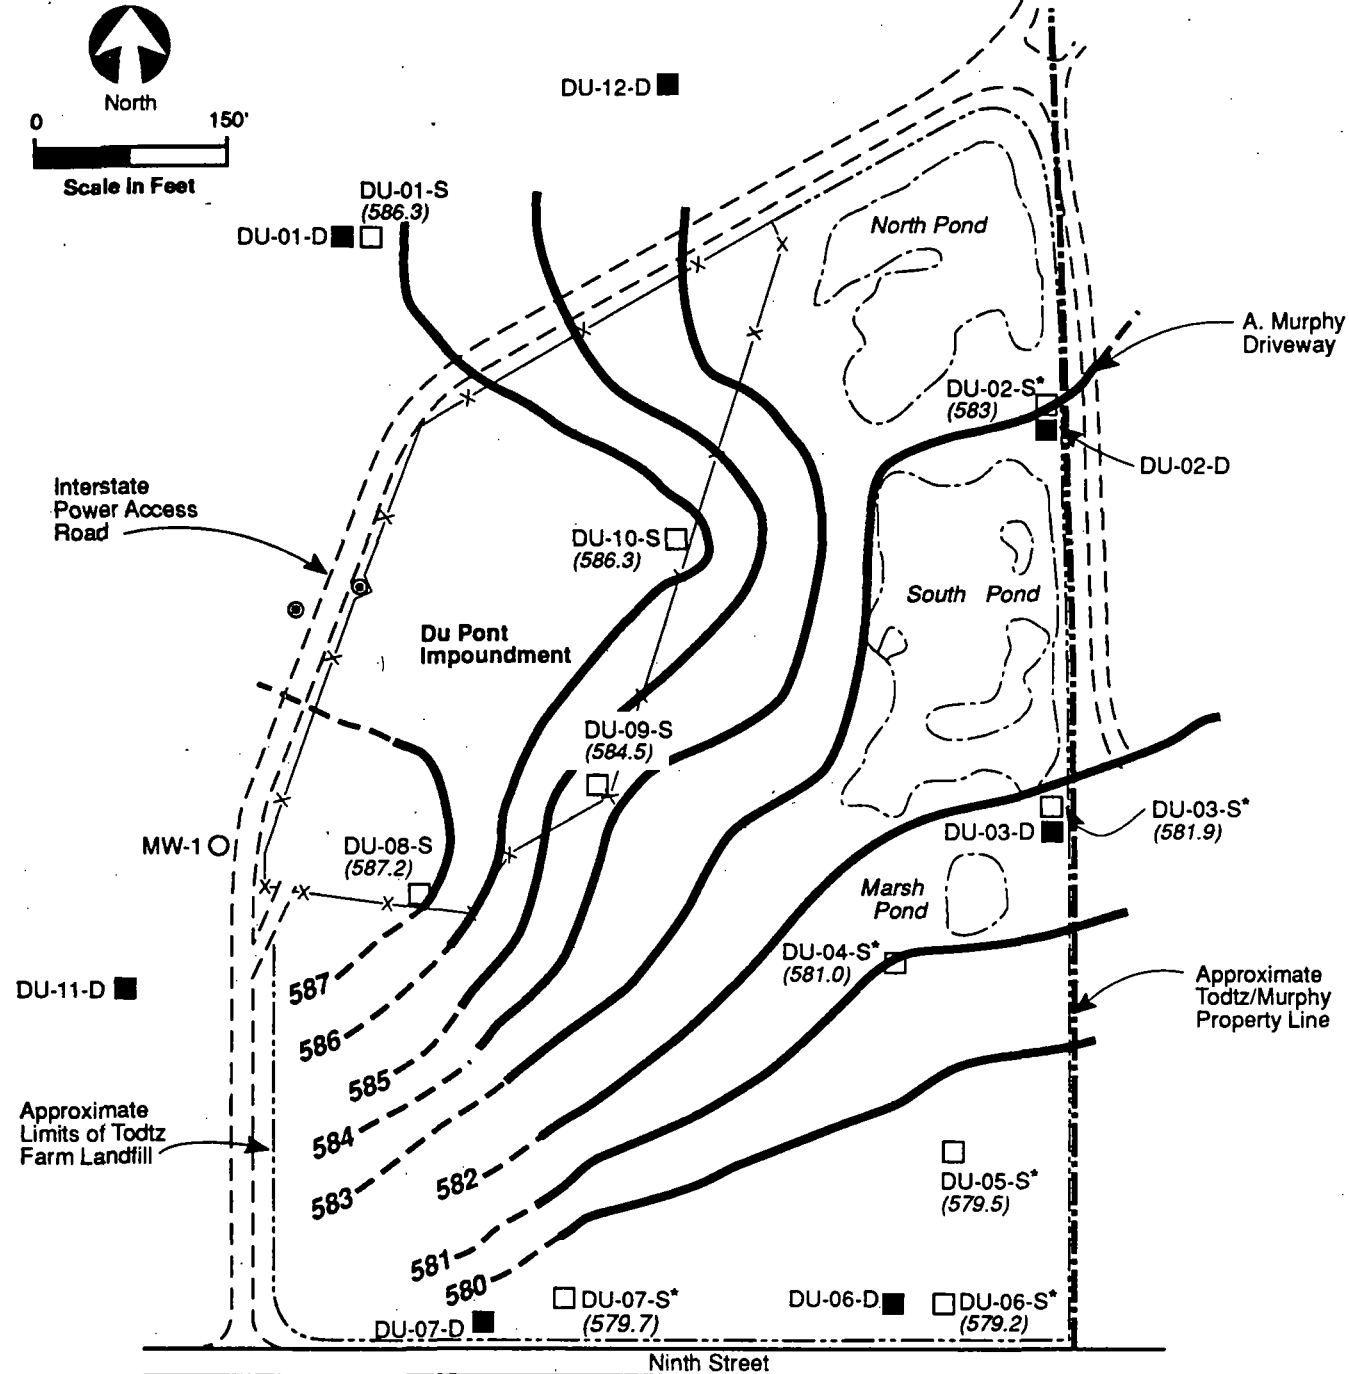 North
0 150'
Scale In Feet
DU-12-D
DU-01-S
(586.3)
DU-01-D
North Pond
A. Murphy
Driveway
DU-02-S*
(583)
DU-02-D
Interstate
Power Access
Road
DU-10-S
(586.3)
South Pond
Du Pont
Impoundment
DU-09-S
(584.5)
DU-03-S*
(581.9)
DU-03-D
MW-1
DU-08-S
(587.2)
Marsh
Pond
DU-04-S*
(581.0)
Approximate
Todtz/Murphy
Property Line
DU-11-D
587
586
585
584
583
582
581
580
Approximate
Limits of Todtz
Farm Landfill
DU-05-S*
(579.5)
DU-07-S*
(579.7)
DU-06-D
DU-06-S*
(579.2)
DU-07-D
Ninth Street